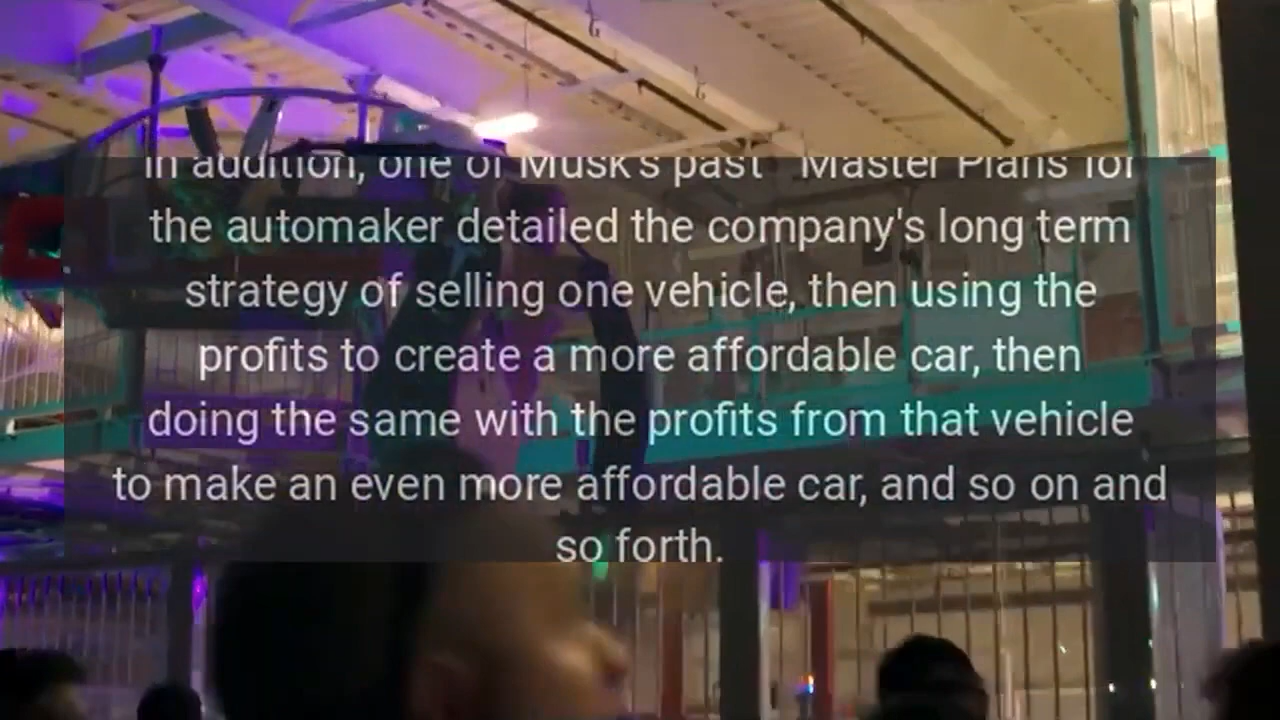 In addition, one of Musk's past "Master Plans for
the automaker detailed the company's long term
strategy of selling one vehicle, then using the
profits to create a more affordable car, then
doing the same with the profits from that vehicle
to make an even more affordable car, and so on and
so forth.